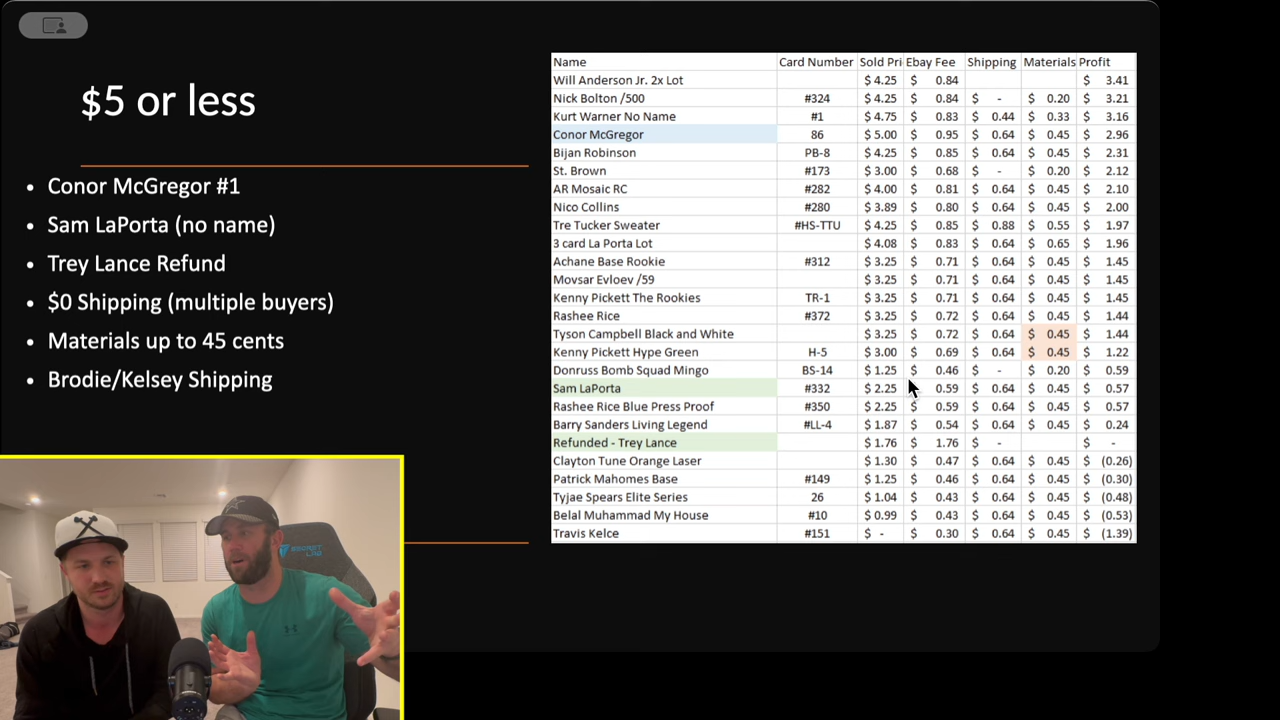 $5 or less
• Conor McGregor #1
• Sam LaPorta (no name)
• Trey Lance Refund
• $0 Shipping (multiple buyers)
• Materials up to 45 cents
• Brodie/Kelsey Shipping
Name Card Number Sold Pri Ebay Fee Shipping Materials Profit
Will Anderson Jr. 2x Lot $ 4.25 $ 0.84 $ 3.41
Nick Bolton /500 #324 $ 4.25 $ 0.84 $ - $ 0.20 $ 3.21
Kurt Warner No Name #1 $ 4.75 $ 0.83 $ 0.44 $ 0.33 $ 3.16
Conor McGregor 86 $ 5.00 $ 0.95 $ 0.64 $ 0.45 $ 2.96
Bijan Robinson PB-8 $ 4.25 $ 0.85 $ 0.64 $ 0.45 $ 2.31
St. Brown #173 $ 3.00 $ 0.68 $ - $ 0.20 $ 2.12
AR Mosaic RC #282 $ 4.00 $ 0.81 $ 0.64 $ 0.45 $ 2.10
Nico Collins #280 $ 3.89 $ 0.80 $ 0.64 $ 0.45 $ 2.00
Tre Tucker Sweater #HS-TTU $ 4.25 $ 0.85 $ 0.88 $ 0.55 $ 1.97
3 card La Porta Lot $ 4.08 $ 0.83 $ 0.64 $ 0.65 $ 1.96
Achane Base Rookie #312 $ 3.25 $ 0.71 $ 0.64 $ 0.45 $ 1.45
Movsar Evloev /59 $ 3.25 $ 0.71 $ 0.64 $ 0.45 $ 1.45
Kenny Pickett The Rookies TR-1 $ 3.25 $ 0.71 $ 0.64 $ 0.45 $ 1.45
Rashee Rice #372 $ 3.25 $ 0.72 $ 0.64 $ 0.45 $ 1.44
Tyson Campbell Black and White $ 3.25 $ 0.72 $ 0.64 $ 0.45 $ 1.44
Kenny Pickett Hype Green H-5 $ 3.00 $ 0.69 $ 0.64 $ 0.45 $ 1.22
Donruss Bomb Squad Mingo BS-14 $ 1.25 $ 0.46 $ - $ 0.20 $ 0.59
Sam LaPorta #332 $ 2.25 $ 0.59 $ 0.64 $ 0.45 $ 0.57
Rashee Rice Blue Press Proof #350 $ 2.25 $ 0.59 $ 0.64 $ 0.45 $ 0.57
Barry Sanders Living Legend #LL-4 $ 1.87 $ 0.54 $ 0.64 $ 0.45 $ 0.24
Refunded - Trey Lance $ 1.76 $ 1.76 $ - $ -
Clayton Tune Orange Laser $ 1.30 $ 0.47 $ 0.64 $ 0.45 $ (0.26)
Patrick Mahomes Base #149 $ 1.25 $ 0.46 $ 0.64 $ 0.45 $ (0.30)
Tyjae Spears Elite Series 26 $ 1.04 $ 0.43 $ 0.64 $ 0.45 $ (0.48)
Belal Muhammad My House #10 $ 0.99 $ 0.43 $ 0.64 $ 0.45 $ (0.53)
Travis Kelce #151 $ - $ 0.30 $ 0.64 $ 0.45 $ (1.39)